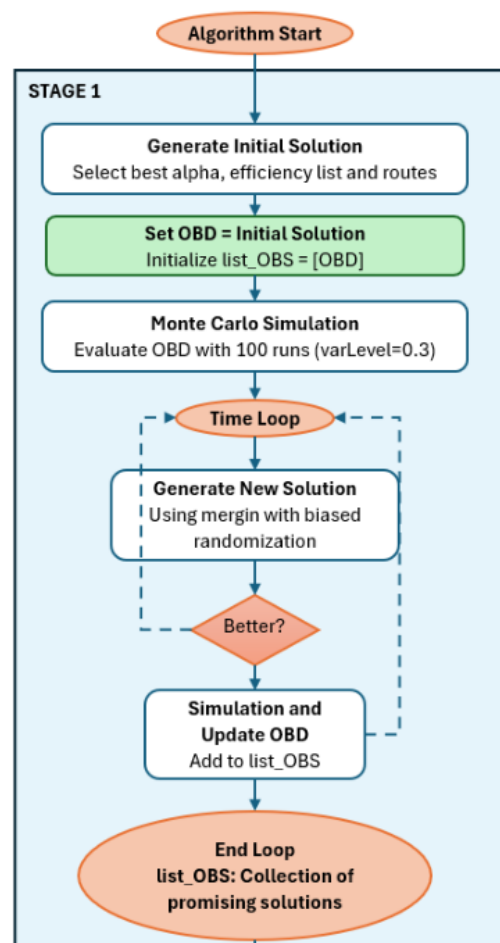 Algorithm Start
STAGE 1
Generate Initial Solution
Select best alpha, efficiency list and routes
Set OBD = Initial Solution
Initialize list_OBS = [OBD]
Monte Carlo Simulation
Evaluate OBD with 100 runs (varLevel=0.3)
Time Loop
Generate New Solution
Using mergin with biased
randomization
Better?
Simulation and
Update OBD
Add to list_OBS
End Loop
list_OBS: Collection of
promising solutions